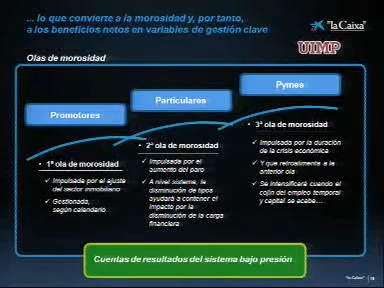 ... lo que convierte a la morosidad y, por tanto,
a los beneficios netos en variables de gestión clave
"la Caixa"
UIMP
Olas de morosidad
Promotores
Particulares
Pymes
• 1ª ola de morosidad
✓ Impulsada por el ajuste
del sector inmobiliario
✓ Gestionada,
según calendario
• 2ª ola de morosidad
✓ Impulsada por el
aumento del paro
✓ A nivel sistema, la
disminución de tipos
ayudará a contener el
impacto por la
disminución de la carga
financiera
• 3ª ola de morosidad
✓ Impulsada por la duración
de la crisis económica
✓ Y que retroalimenta a la
anterior ola
✓ Se intensificará cuando el
cojín del empleo temporal
y capital se acabe...
Cuentas de resultados del sistema bajo presión
"la Caixa"